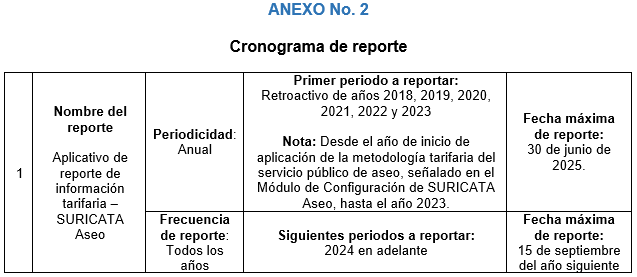 ANEXO No. 2
Cronograma de reporte
1
Nombre del
reporte
Aplicativo de
reporte de
información
tarifaria –
SURICATA
Aseo
Periodicidad:
Anual
Primer periodo a reportar:
Retroactivo de años 2018, 2019, 2020,
2021, 2022 y 2023
Nota: Desde el año de inicio de
aplicación de la metodología tarifaria del
servicio público de aseo, señalado en el
Módulo de Configuración de SURICATA
Aseo, hasta el año 2023.
Fecha máxima
de reporte:
30 de junio de
2025.
Frecuencia
de reporte:
Todos los
años
Siguientes periodos a reportar:
2024 en adelante
Fecha máxima
de reporte:
15 de septiembre
del año siguiente